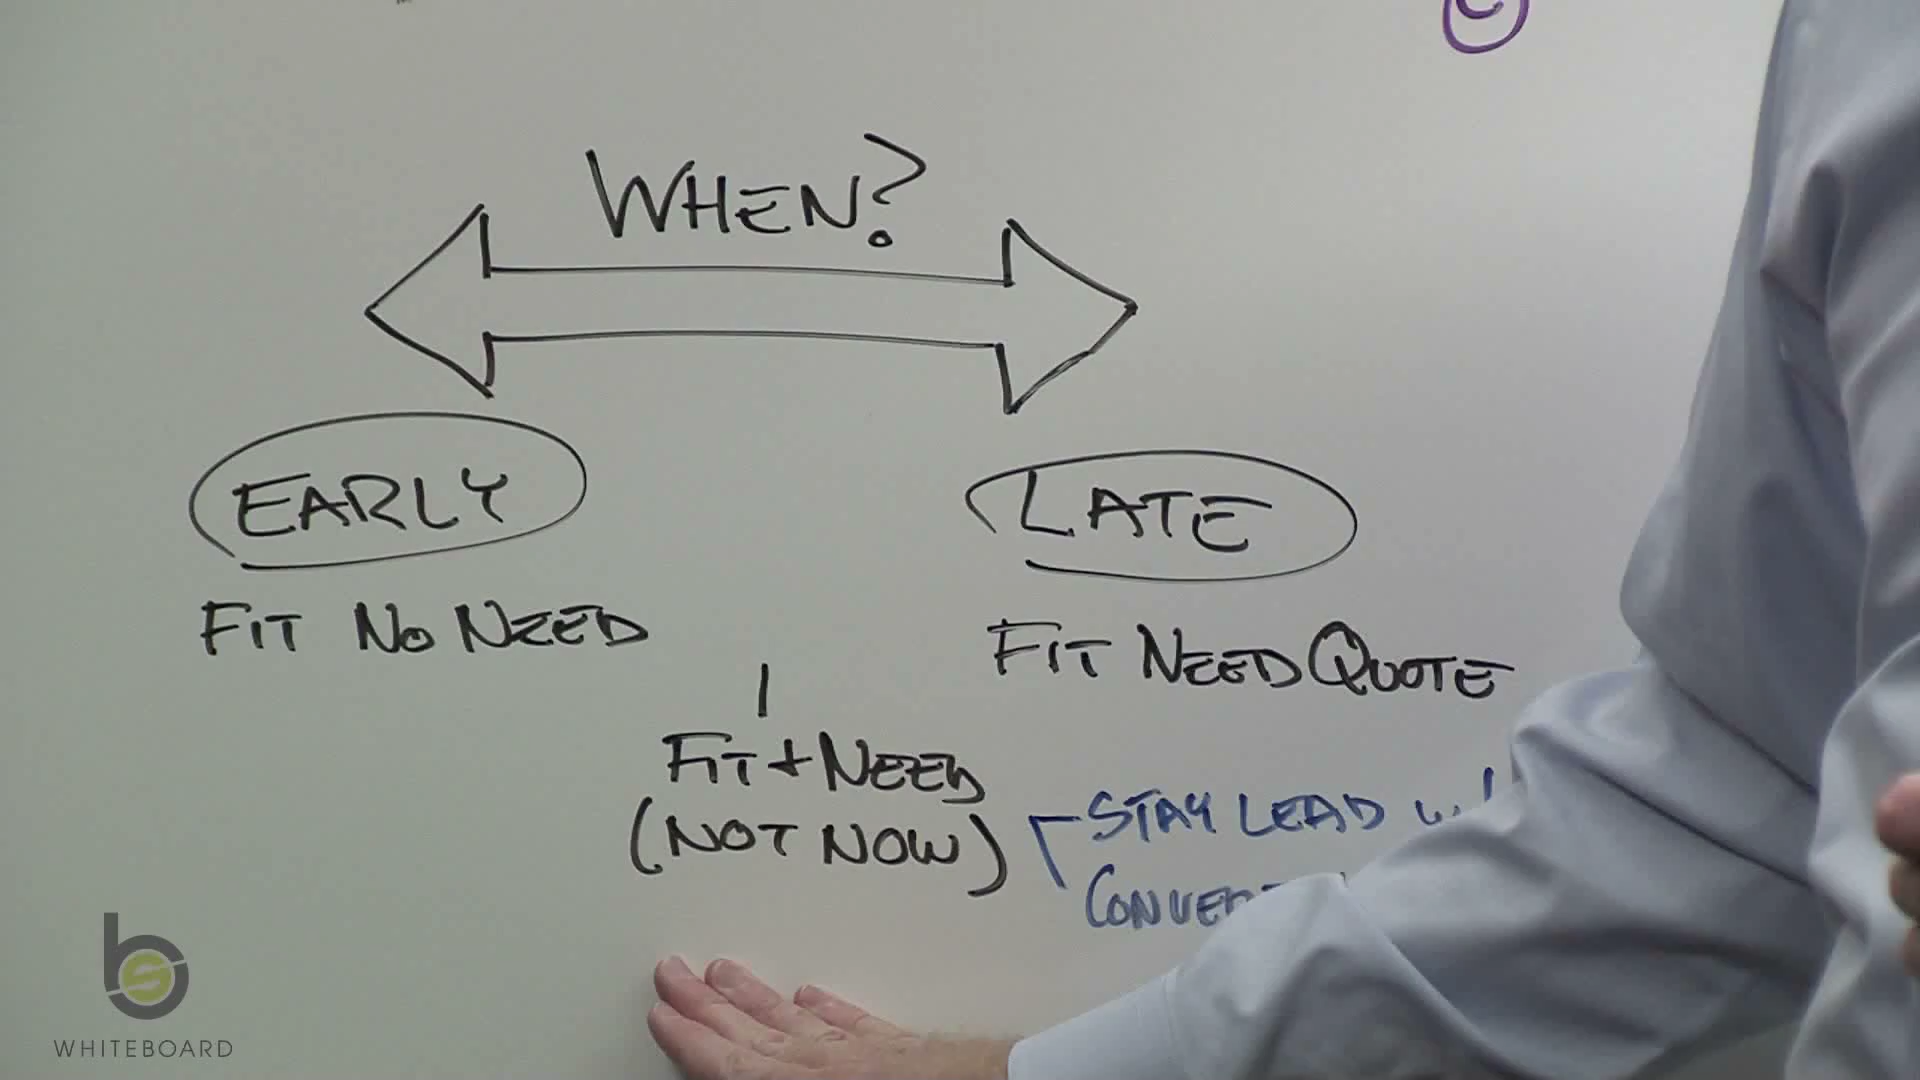 WHEN?
EARLY
LATE
FIT NO NEED
FIT NEED QUOTE
FIT + NEED
(NOT NOW)
STAY LEAD
WHITEBOARD